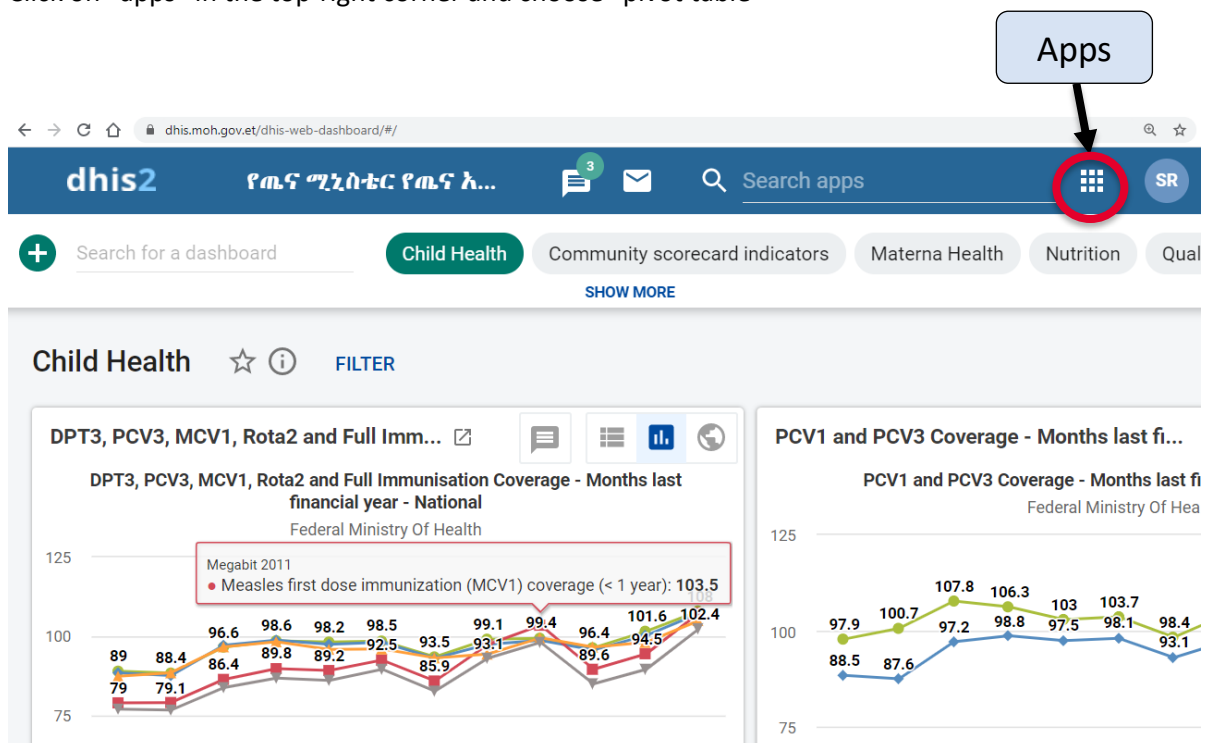 Click on "apps" in the top right corner and choose "pivot table"
Apps
dhis.moh.gov.et/dhis-web-dashboard/#/
dhis2 የጤና ሚኒስቴር የጤና አ... 3 Search apps SR
Search for a dashboard Child Health Community scorecard indicators Materna Health Nutrition Qual
SHOW MORE
Child Health FILTER
DPT3, PCV3, MCV1, Rota2 and Full Imm...
DPT3, PCV3, MCV1, Rota2 and Full Immunisation Coverage - Months last
financial year - National
Federal Ministry Of Health
125
Megabit 2011
• Measles first dose immunization (MCV1) coverage (< 1 year): 103.5
108
100
75
89 88.4 96.6 98.6 98.2 98.5 93.5 99.1 99.4 96.4 101.6 102.4
79 79.1 86.4 89.8 89.2 92.5 85.9 93.1 89.6 94.5
PCV1 and PCV3 Coverage - Months last fi...
PCV1 and PCV3 Coverage - Months last fi
Federal Ministry Of Hea
125
100
75
97.9 100.7 107.8 106.3 103 103.7 98.4
88.5 87.6 97.2 98.8 97.5 98.1 93.1